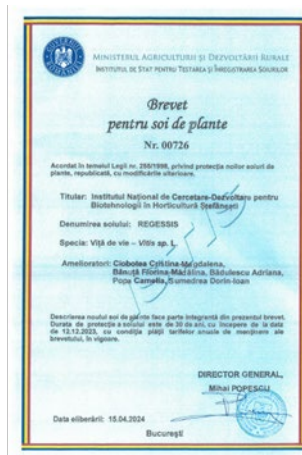 MINISTERUL AGRICULTURII ȘI DEZVOLTĂRII RURALE
INSTITUTUL DE STAT PENTRU TESTAREA ȘI ÎNREGISTRAREA SOIURILOR
Brevet
pentru soi de plante
Nr. 00726
Acordat în temeiul Legii nr. 255/1998, privind protecția noilor soiuri de
plante, republicată, cu modificările ulterioare.
Titular: Institutul Național de Cercetare-Dezvoltare pentru
Biotehnologii în Horticultură Ștefănești
Denumirea soiului: REGESSIS
Specia: Viță de vie – Vitis sp. L.
Amelioratori: Ciobotea Cristina-Magdalena,
Bănuță Florina-Mădălina, Bădulescu Adriana,
Popa Camelia, Sumedrea Dorin-Ioan
Descrierea noului soi de plante face parte integrantă din prezentul brevet.
Durata de protecție a soiului este de 30 de ani, cu începere de la data
de 12.12.2023, cu condiția plății tarifelor anuale de menținere ale
brevetului, în vigoare.
DIRECTOR GENERAL,
Mihai POPESCU
Data eliberării: 15.04.2024
București